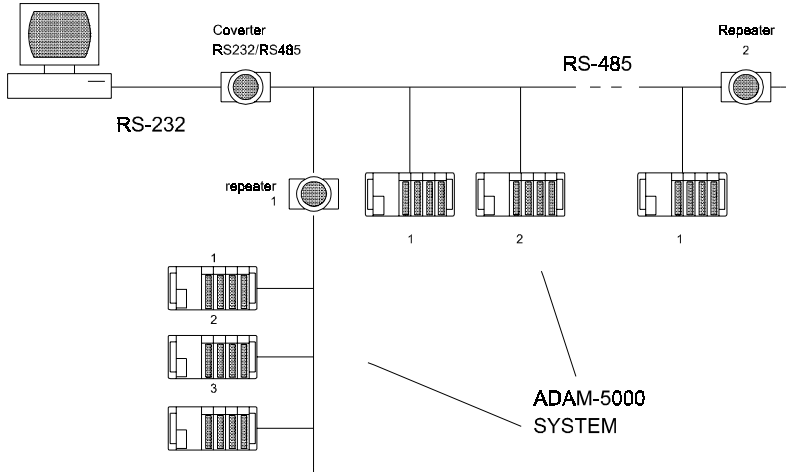 Coverter
RS232/RS485
Repeater
2
RS-485
RS-232
repeater
1
1
2
1
1
2
3
ADAM-5000
SYSTEM